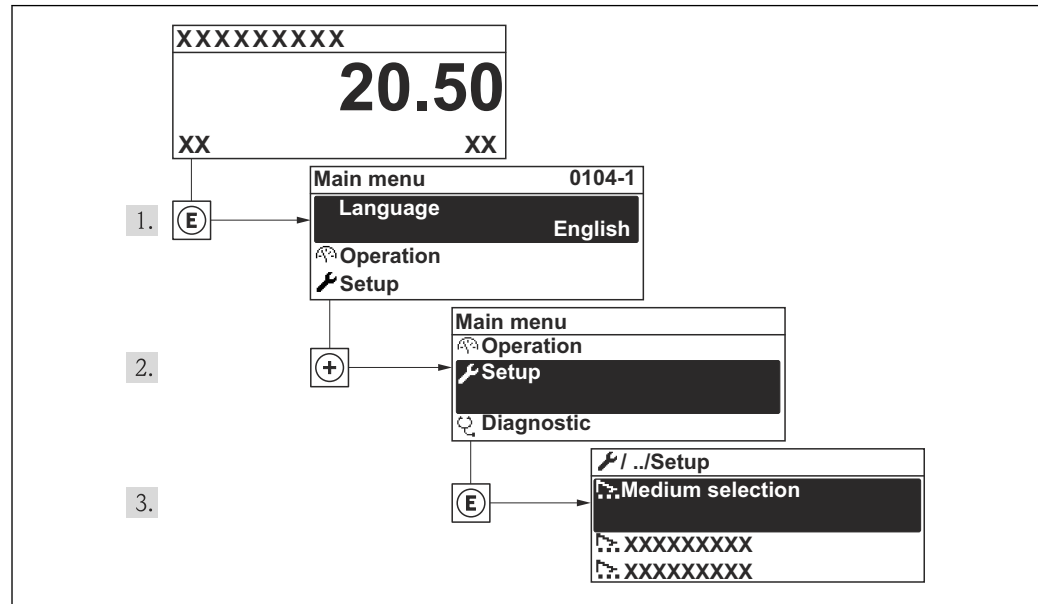 XXXXXXXXX
20.50
XX XX
Main menu 0104-1
Language
English
Operation
Setup
1. E
Main menu
Operation
Setup
Diagnostic
2. +
/ ../Setup
Medium selection
XXXXXXXXX
XXXXXXXXX
3. E